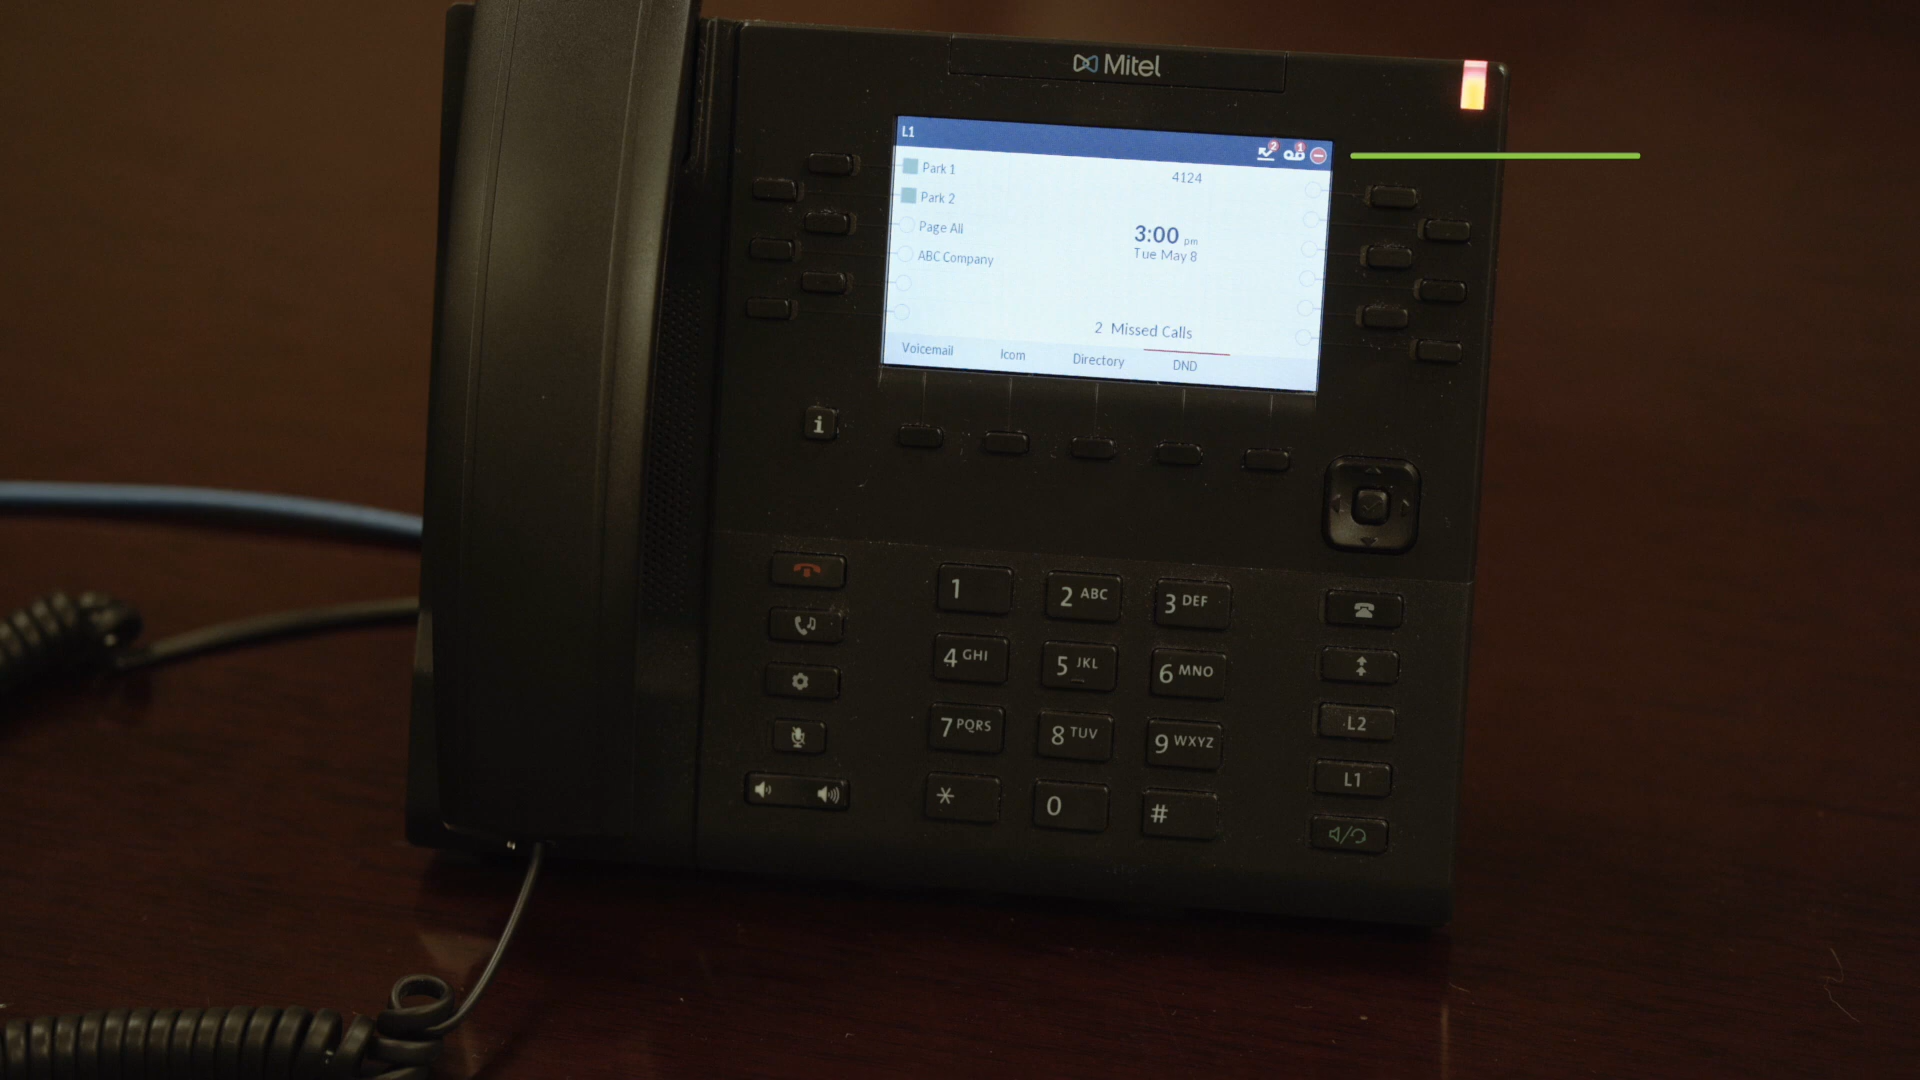 Mitel
L1
2 1
Park 1
4124
Park 2
Page All
3:00 pm
ABC Company
Tue May 8
2 Missed Calls
Voicemail Icom Directory DND
i
1 2 ABC 3 DEF
4 GHI 5 JKL 6 MNO
7 PQRS 8 TUV 9 WXYZ
* 0 #
L2
L1